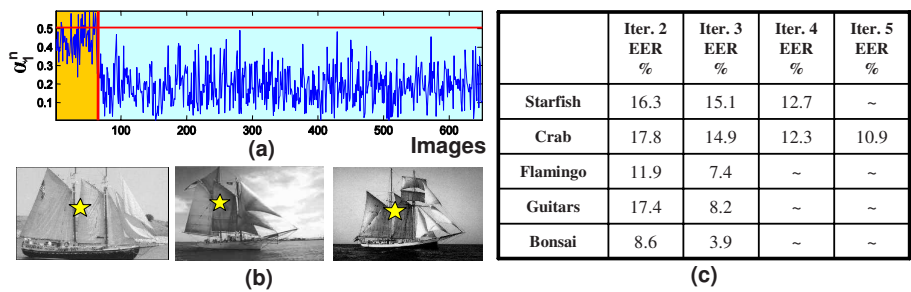 0.5
0.4
0.3
0.2
0.1
α₁ⁿ
100 200 300 400 500 600
(a) Images
(b)
Iter. 2 EER % Iter. 3 EER % Iter. 4 EER % Iter. 5 EER %
Starfish 16.3 15.1 12.7 ~
Crab 17.8 14.9 12.3 10.9
Flamingo 11.9 7.4 ~ ~
Guitars 17.4 8.2 ~ ~
Bonsai 8.6 3.9 ~ ~
(c)